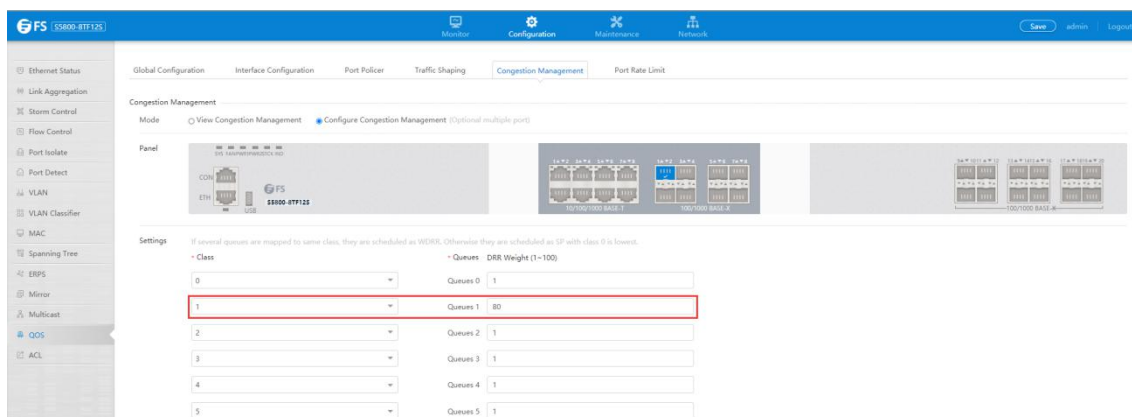 FS S5800-8TF12S
Monitor Configuration Maintenance Network
Save admin Logout
Ethernet Status
Link Aggregation
Storm Control
Flow Control
Port Isolate
Port Detect
VLAN
VLAN Classifier
MAC
Spanning Tree
ERPS
Mirror
Multicast
QOS
ACL
Global Configuration Interface Configuration Port Policer Traffic Shaping Congestion Management Port Rate Limit
Congestion Management
Mode View Congestion Management Configure Congestion Management (Optional multiple port)
Panel
CON
ETH
USB
FS
S5800-8TF12S
10/100/1000 BASE-T
100/1000 BASE-X
100/1000 BASE-X
Settings If several queues are mapped to same class, they are scheduled as WDRR. Otherwise they are scheduled as SP with class 0 is lowest.
* Class * Queues DRR Weight (1~100)
0 Queues 0 1
1 Queues 1 80
2 Queues 2 1
3 Queues 3 1
4 Queues 4 1
5 Queues 5 1